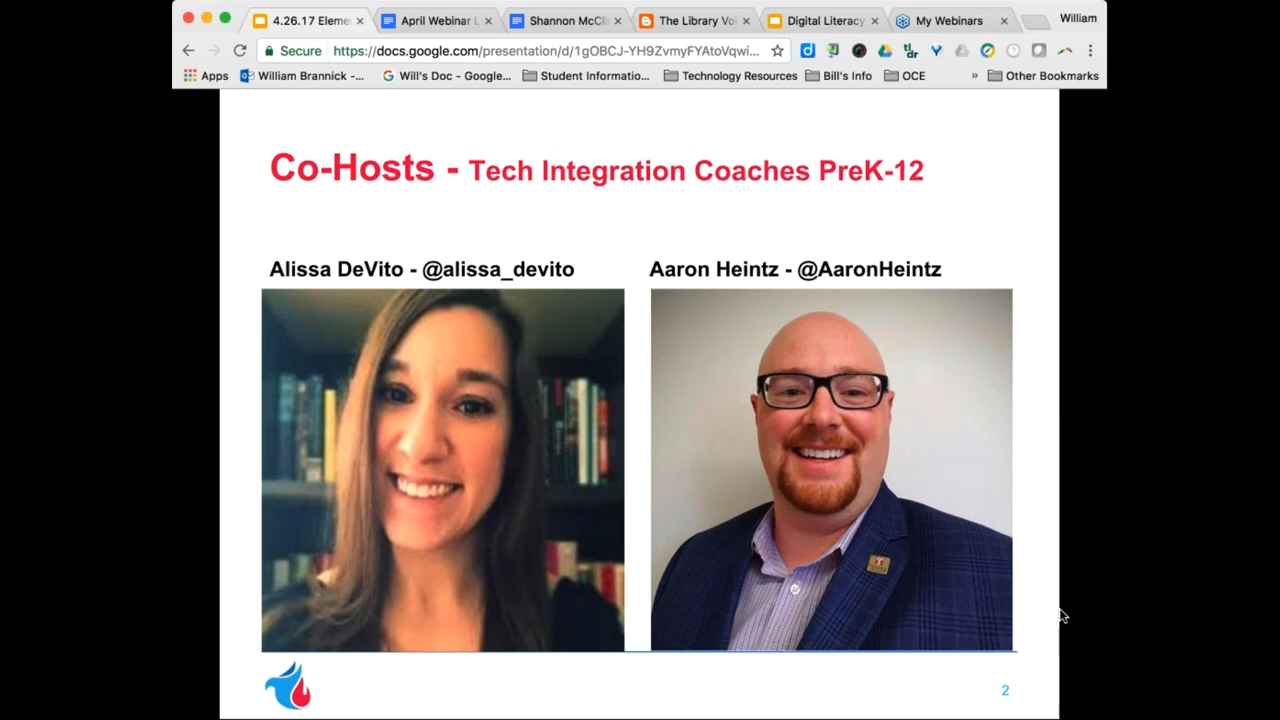 4.26.17 Eleme
April Webinar L
Shannon McCli
The Library Voi
Digital Literacy
My Webinars
William
Secure
https://docs.google.com/presentation/d/1gOBCJ-YH9ZvmyFYAtoVqwi...
Apps
William Brannick -...
Will's Doc - Google...
Student Informatio...
Technology Resources
Bill's Info
OCE
»
Other Bookmarks
Co-Hosts - Tech Integration Coaches PreK-12
Alissa DeVito - @alissa_devito
Aaron Heintz - @AaronHeintz
2